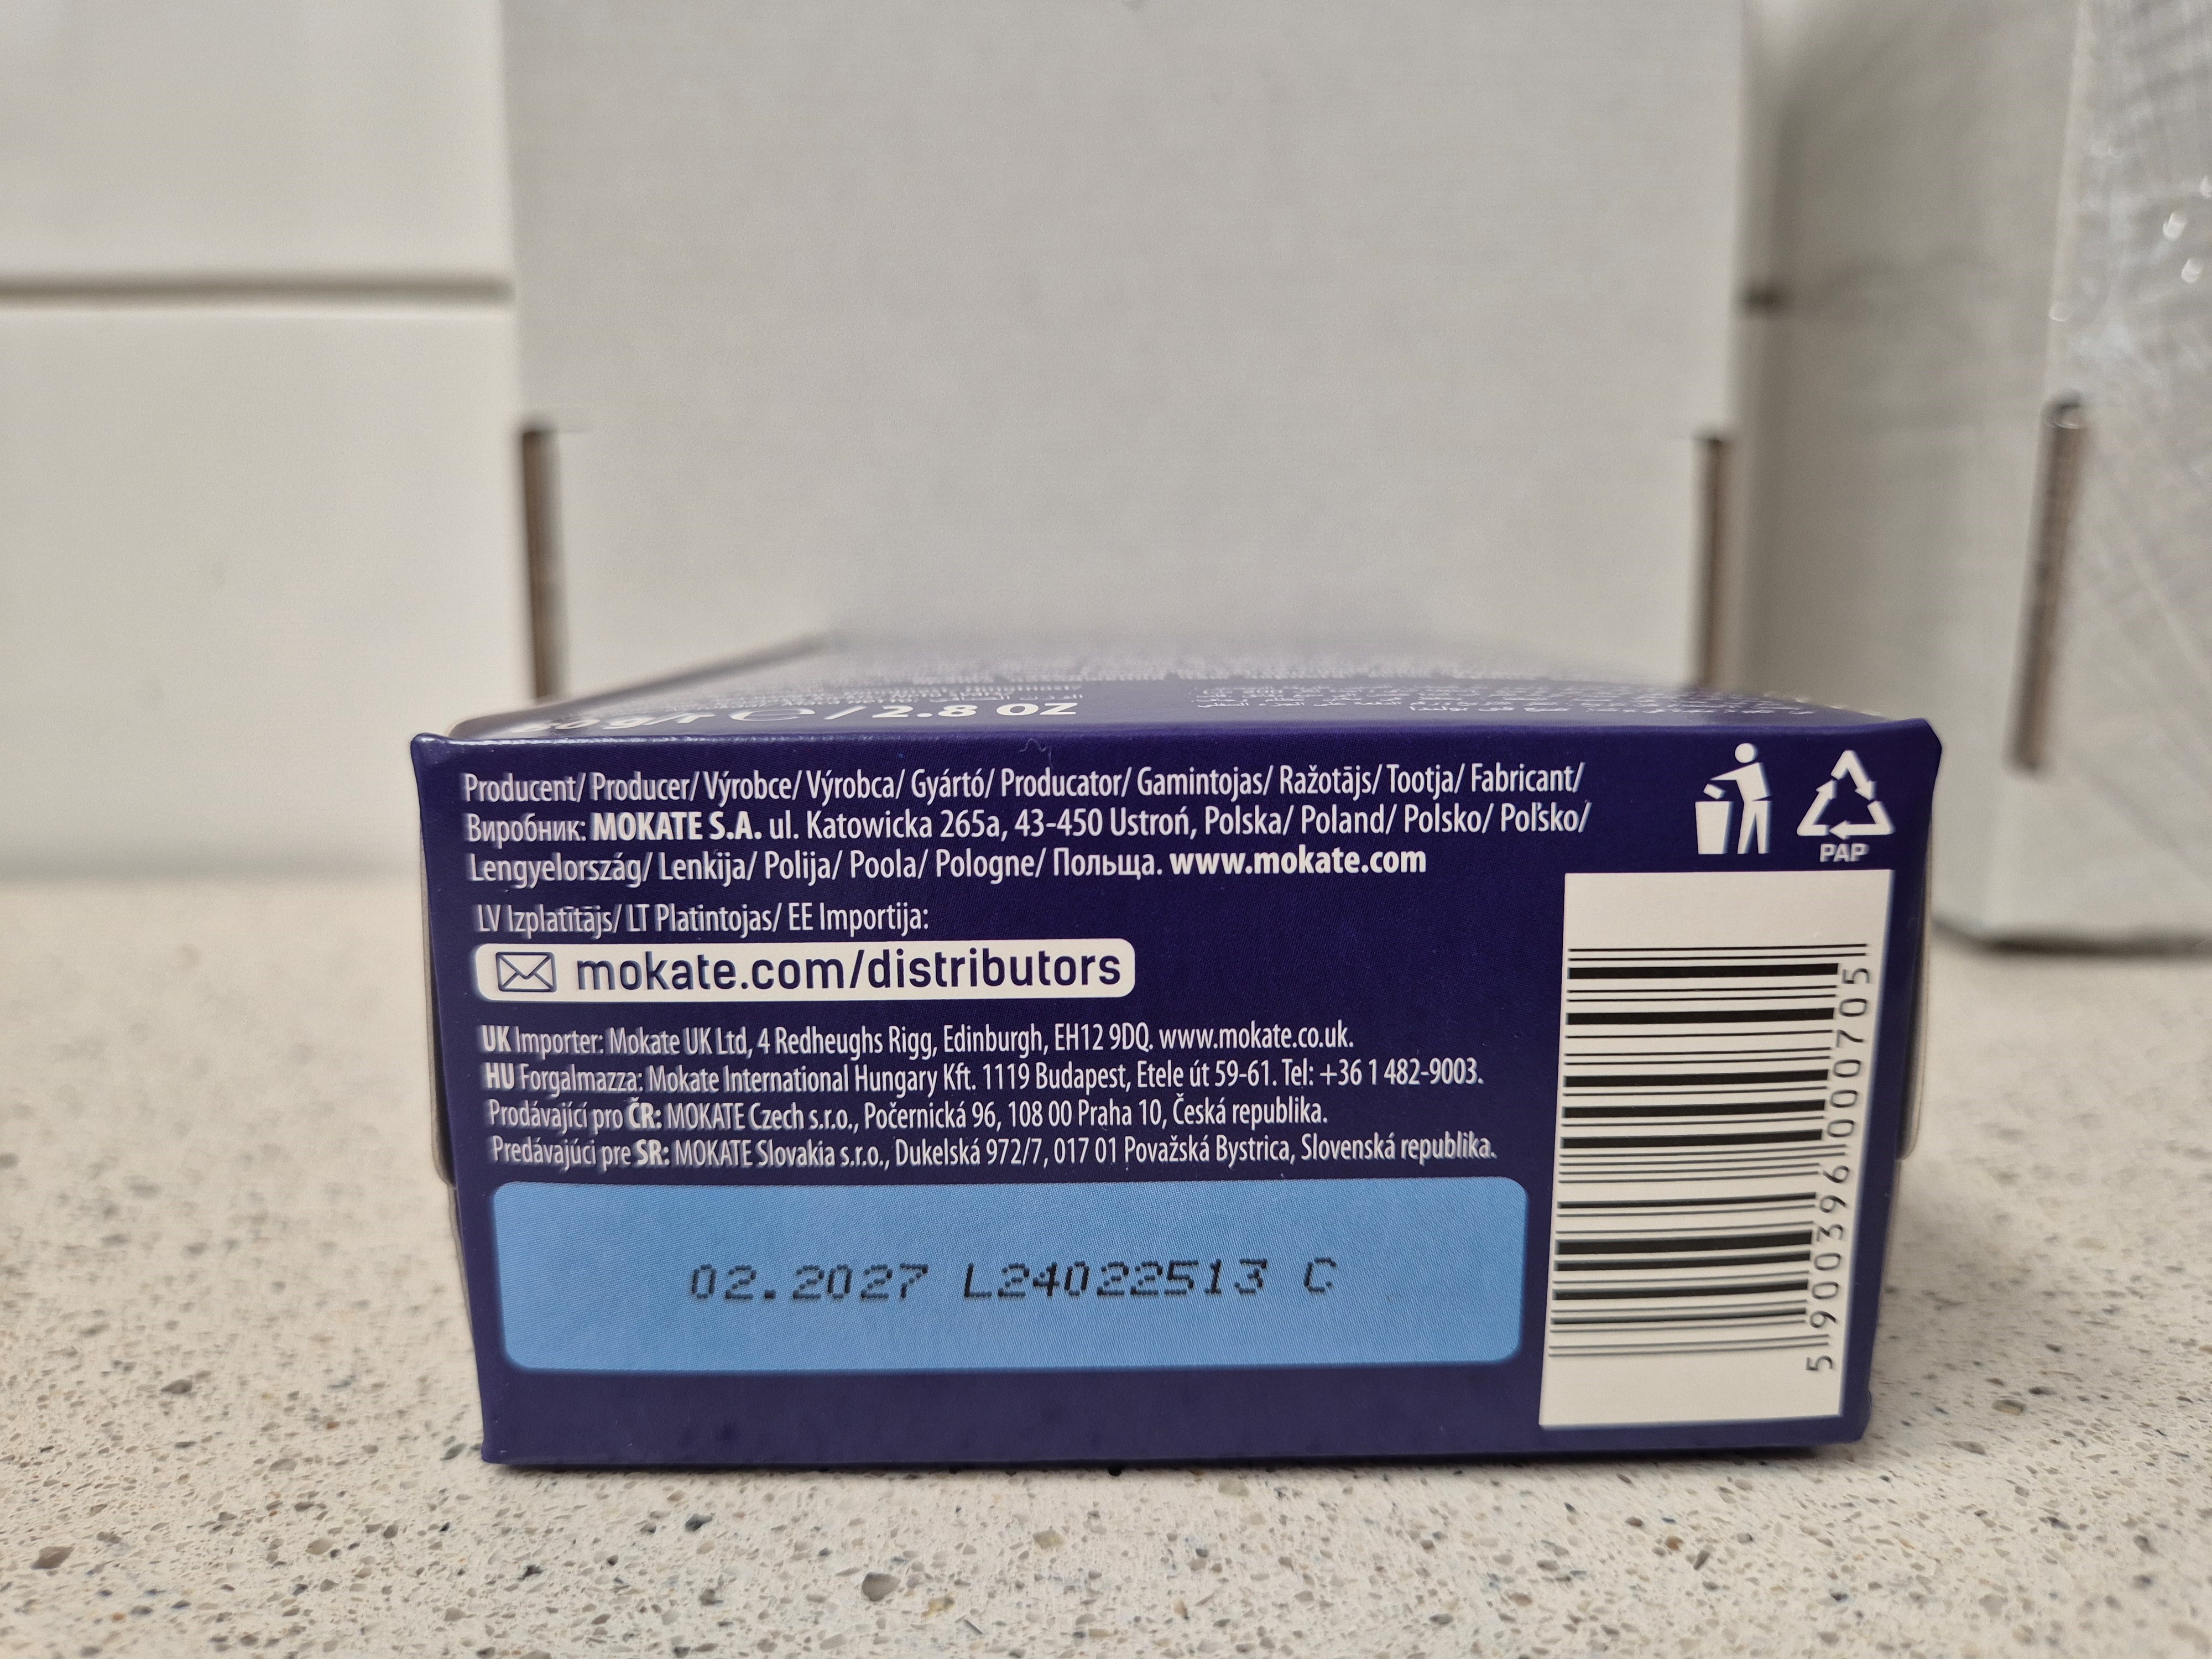 / 2.8 OZ
Producent/ Producer/ Výrobce/ Výrobca/ Gyártó/ Producator/ Gamintojas/ Ražotājs/ Tootja/ Fabricant/
Виробник: MOKATE S.A. ul. Katowicka 265a, 43-450 Ustroń, Polska/ Poland/ Polsko/ Poľsko/
Lengyelország/ Lenkija/ Polija/ Poola/ Pologne/ Польща. www.mokate.com
PAP
LV Izplatītājs/ LT Platintojas/ EE Importija:
mokate.com/distributors
UK Importer: Mokate UK Ltd, 4 Redheughs Rigg, Edinburgh, EH12 9DQ. www.mokate.co.uk.
HU Forgalmazza: Mokate International Hungary Kft. 1119 Budapest, Etele út 59-61. Tel: +36 1 482-9003.
Prodávající pro ČR: MOKATE Czech s.r.o., Počernická 96, 108 00 Praha 10, Česká republika.
Predávajúci pre SR: MOKATE Slovakia s.r.o., Dukelská 972/7, 017 01 Považská Bystrica, Slovenská republika.
02.2027 L24022513 C
5 900396 000705